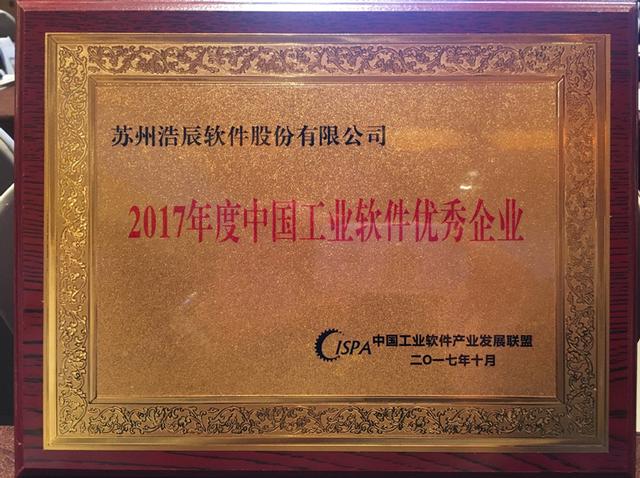 苏州浩辰软件股份有限公司
2017年度中国工业软件优秀企业
CISPA 中国工业软件产业发展联盟
二〇一七年十月